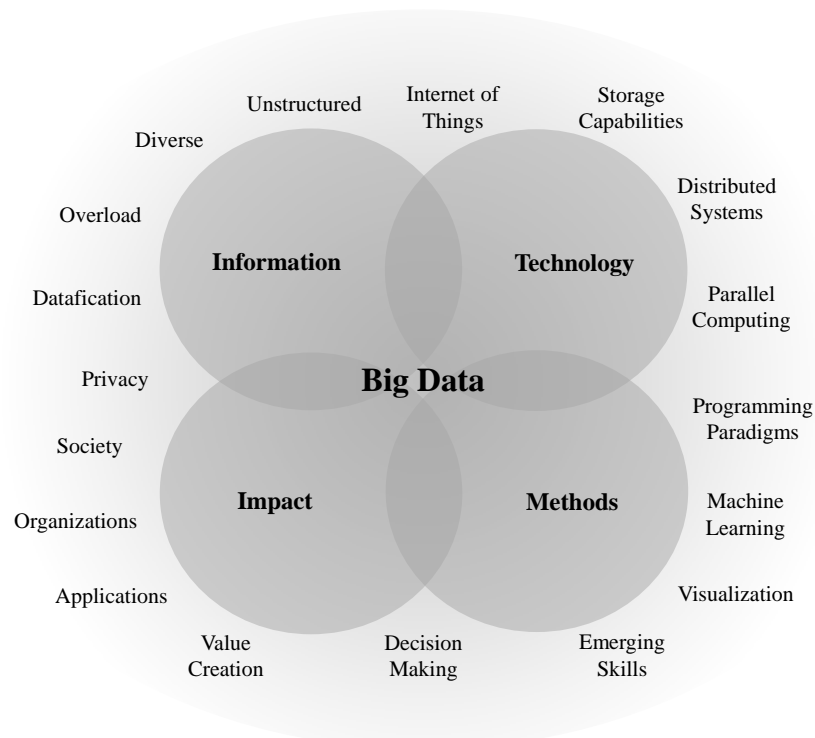 Unstructured
Internet of
Things
Storage
Capabilities
Diverse
Distributed
Systems
Overload
Information
Technology
Datafication
Parallel
Computing
Privacy
Big Data
Programming
Paradigms
Society
Impact
Methods
Machine
Learning
Organizations
Applications
Visualization
Value
Creation
Decision
Making
Emerging
Skills